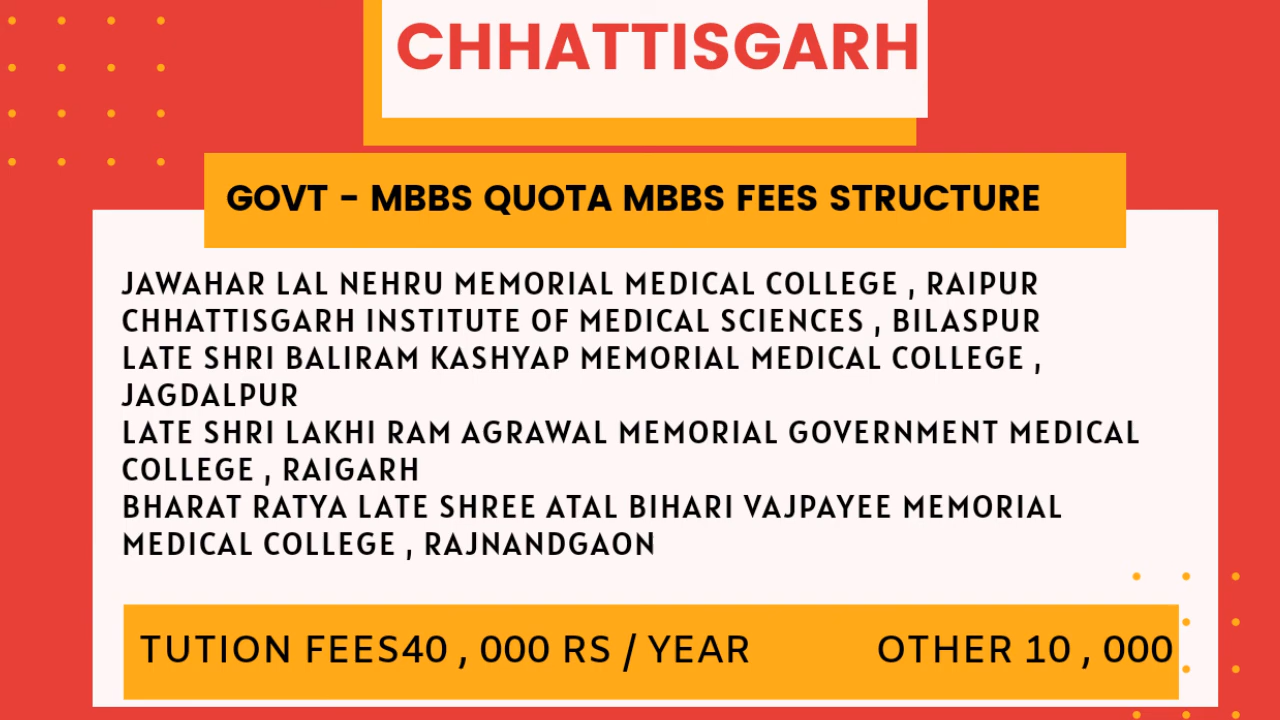 CHHATTISGARH
GOVT - MBBS QUOTA MBBS FEES STRUCTURE
JAWAHAR LAL NEHRU MEMORIAL MEDICAL COLLEGE , RAIPUR
CHHATTISGARH INSTITUTE OF MEDICAL SCIENCES , BILASPUR
LATE SHRI BALIRAM KASHYAP MEMORIAL MEDICAL COLLEGE ,
JAGDALPUR
LATE SHRI LAKHI RAM AGRAWAL MEMORIAL GOVERNMENT MEDICAL
COLLEGE , RAIGARH
BHARAT RATYA LATE SHREE ATAL BIHARI VAJPAYEE MEMORIAL
MEDICAL COLLEGE , RAJNANDGAON
TUTION FEES40 , 000 RS / YEAR OTHER 10 , 000